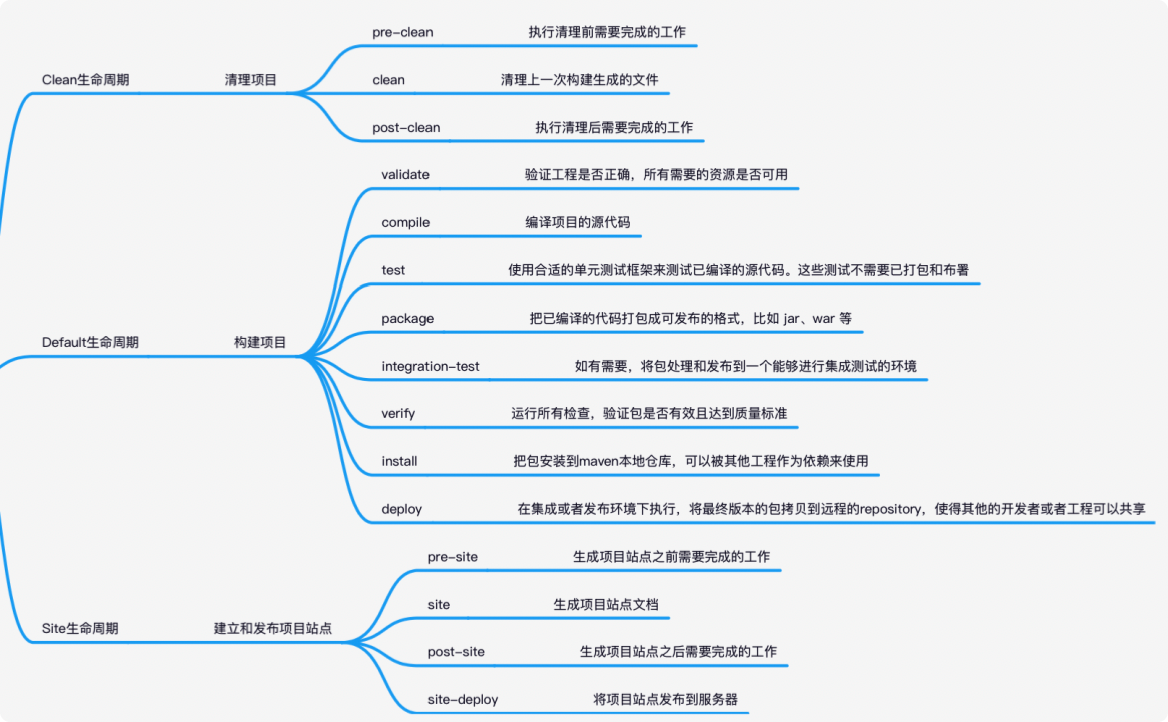 Clean生命周期 清理项目
pre-clean 执行清理前需要完成的工作
clean 清理上一次构建生成的文件
post-clean 执行清理后需要完成的工作
Default生命周期 构建项目
validate 验证工程是否正确，所有需要的资源是否可用
compile 编译项目的源代码
test 使用合适的单元测试框架来测试已编译的源代码。这些测试不需要已打包和布署
package 把已编译的代码打包成可发布的格式，比如 jar、war 等
integration-test 如有需要，将包处理和发布到一个能够进行集成测试的环境
verify 运行所有检查，验证包是否有效且达到质量标准
install 把包安装到maven本地仓库，可以被其他工程作为依赖来使用
deploy 在集成或者发布环境下执行，将最终版本的包拷贝到远程的repository，使得其他的开发者或者工程可以共享
Site生命周期 建立和发布项目站点
pre-site 生成项目站点之前需要完成的工作
site 生成项目站点文档
post-site 生成项目站点之后需要完成的工作
site-deploy 将项目站点发布到服务器